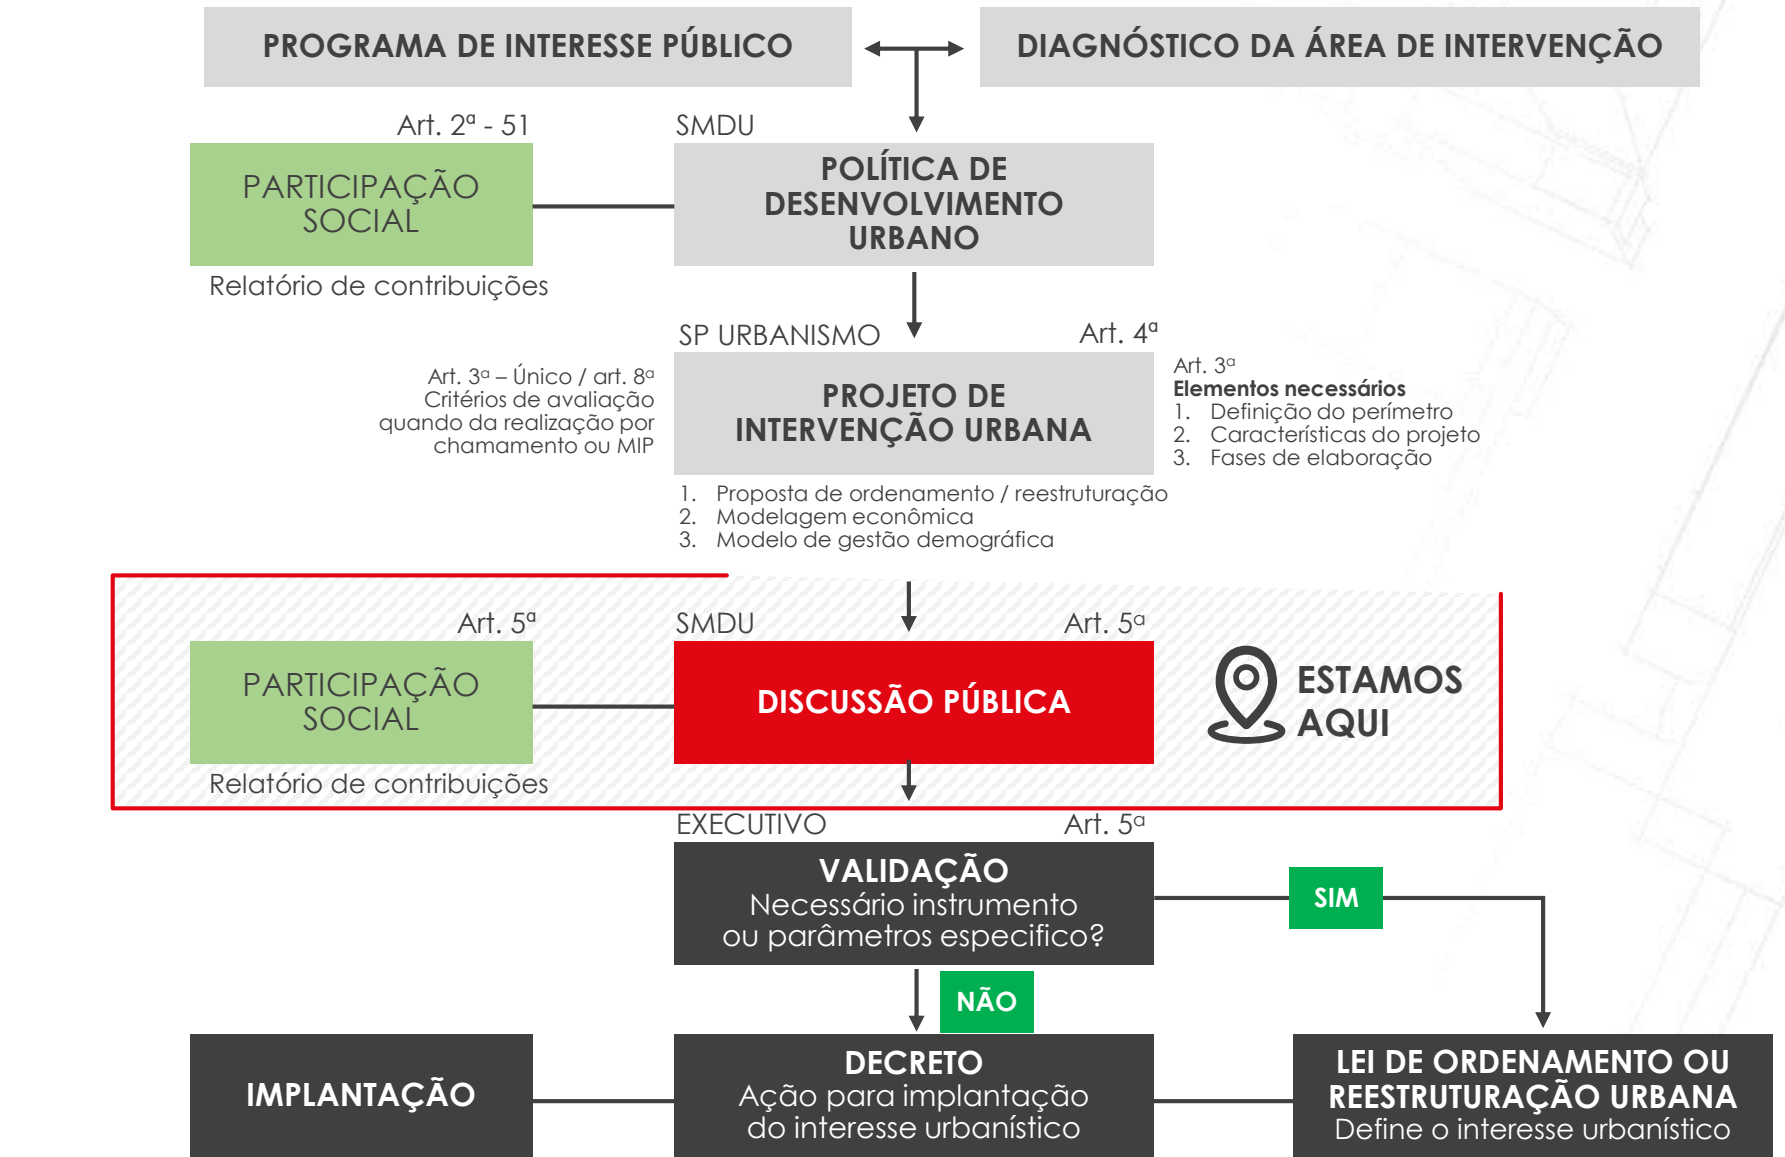 PROGRAMA DE INTERESSE PÚBLICO
DIAGNÓSTICO DA ÁREA DE INTERVENÇÃO
Art. 2ª - 51
SMDU
PARTICIPAÇÃO
SOCIAL
POLÍTICA DE
DESENVOLVIMENTO
URBANO
Relatório de contribuições
SP URBANISMO
Art. 4ª
Art. 3ª – Único / art. 8ª
Critérios de avaliação
quando da realização por
chamamento ou MIP
PROJETO DE
INTERVENÇÃO URBANA
Art. 3ª
Elementos necessários
1. Definição do perímetro
2. Características do projeto
3. Fases de elaboração
1. Proposta de ordenamento / reestruturação
2. Modelagem econômica
3. Modelo de gestão demográfica
Art. 5ª
SMDU
Art. 5ª
PARTICIPAÇÃO
SOCIAL
DISCUSSÃO PÚBLICA
ESTAMOS
AQUI
Relatório de contribuições
EXECUTIVO
Art. 5ª
VALIDAÇÃO
Necessário instrumento
ou parâmetros especifico?
SIM
NÃO
IMPLANTAÇÃO
DECRETO
Ação para implantação
do interesse urbanístico
LEI DE ORDENAMENTO OU
REESTRUTURAÇÃO URBANA
Define o interesse urbanístico